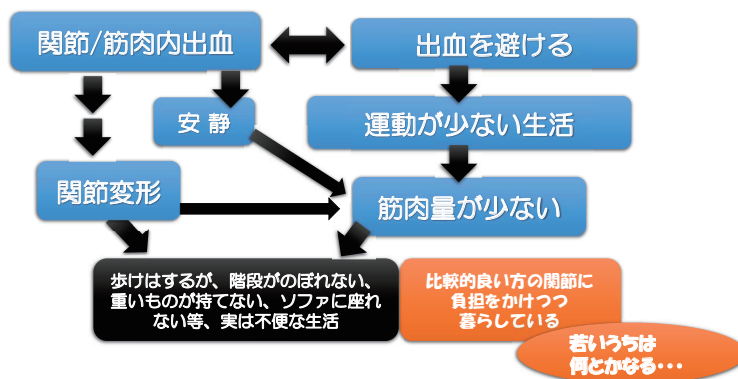 関節/筋肉内出血
出血を避ける
安 静
運動が少ない生活
関節変形
筋肉量が少ない
歩けはするが、階段がのぼれない、
重いものが持てない、ソファに座れ
ない等、実は不便な生活
比較的良い方の関節に
負担をかけつつ
暮らしている
若いうちは
何とかなる・・・